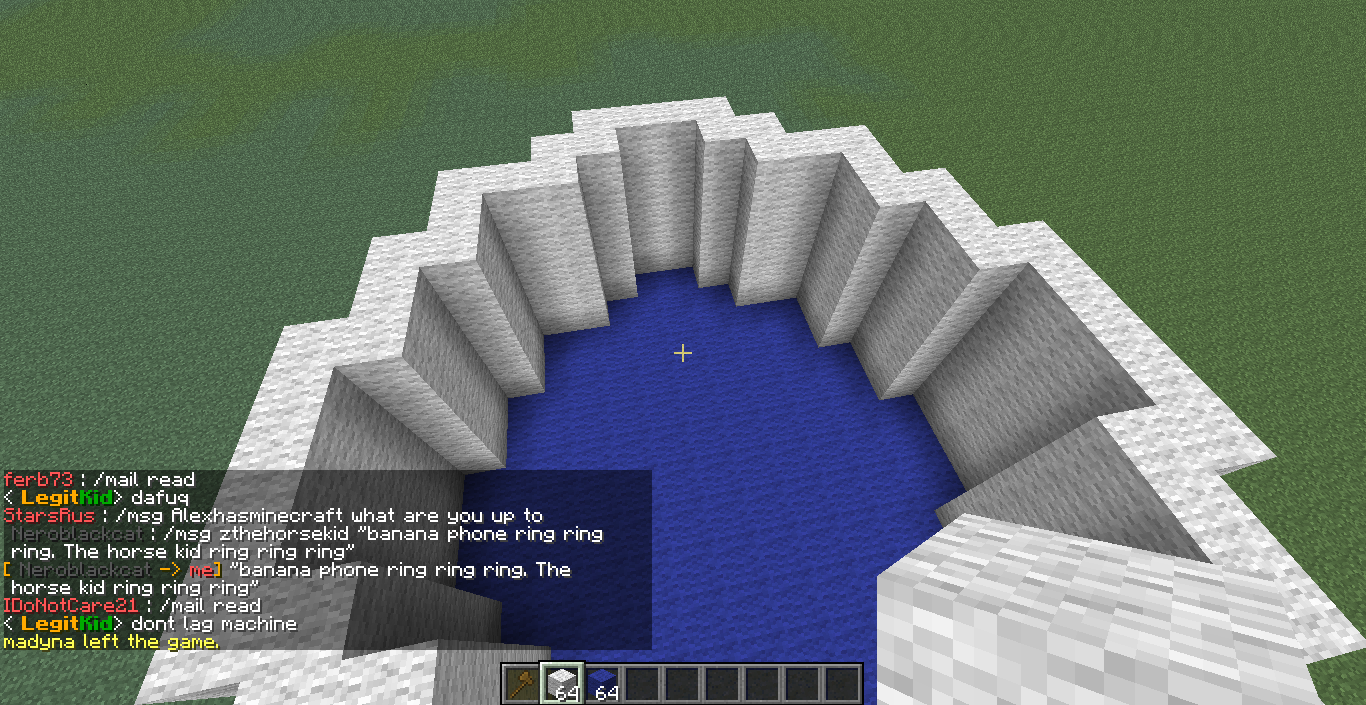 ferb73 : /mail read
< LegitKid> dafuq
StarsRus : /msg Alexhasminecraft what are you up to
Neroblackcat : /msg zthehorsekid "banana phone ring ring
ring. The horse kid ring ring ring"
[ Neroblackcat -> me] "banana phone ring ring ring. The
horse kid ring ring ring"
IDoNotCare21 : /mail read
< LegitKid> dont lag machine
madyna left the game.
64 64